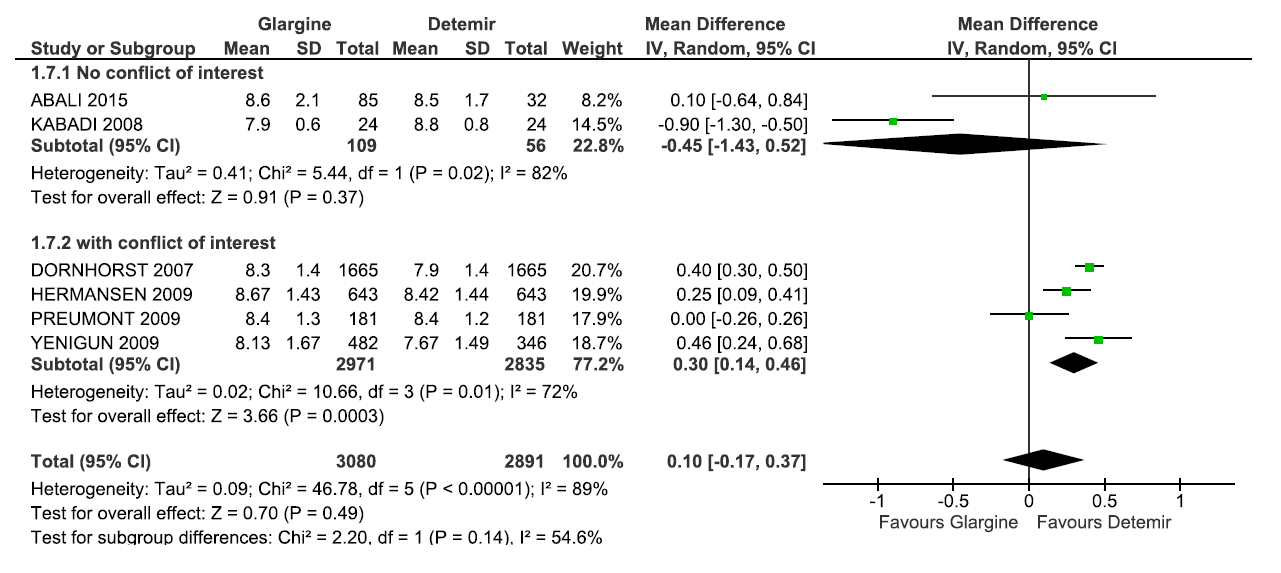 Glargine Detemir Mean Difference Mean Difference
Study or Subgroup Mean SD Total Mean SD Total Weight IV, Random, 95% CI IV, Random, 95% CI
1.7.1 No conflict of interest
ABALI 2015 8.6 2.1 85 8.5 1.7 32 8.2% 0.10 [-0.64, 0.84]
KABADI 2008 7.9 0.6 24 8.8 0.8 24 14.5% -0.90 [-1.30, -0.50]
Subtotal (95% CI) 109 56 22.8% -0.45 [-1.43, 0.52]
Heterogeneity: Tau² = 0.41; Chi² = 5.44, df = 1 (P = 0.02); I² = 82%
Test for overall effect: Z = 0.91 (P = 0.37)
1.7.2 with conflict of interest
DORNHORST 2007 8.3 1.4 1665 7.9 1.4 1665 20.7% 0.40 [0.30, 0.50]
HERMANSEN 2009 8.67 1.43 643 8.42 1.44 643 19.9% 0.25 [0.09, 0.41]
PREUMONT 2009 8.4 1.3 181 8.4 1.2 181 17.9% 0.00 [-0.26, 0.26]
YENIGUN 2009 8.13 1.67 482 7.67 1.49 346 18.7% 0.46 [0.24, 0.68]
Subtotal (95% CI) 2971 2835 77.2% 0.30 [0.14, 0.46]
Heterogeneity: Tau² = 0.02; Chi² = 10.66, df = 3 (P = 0.01); I² = 72%
Test for overall effect: Z = 3.66 (P = 0.0003)
Total (95% CI) 3080 2891 100.0% 0.10 [-0.17, 0.37]
Heterogeneity: Tau² = 0.09; Chi² = 46.78, df = 5 (P < 0.00001); I² = 89%
Test for overall effect: Z = 0.70 (P = 0.49)
Test for subgroup differences: Chi² = 2.20, df = 1 (P = 0.14), I² = 54.6%
-1 -0.5 0 0.5 1
Favours Glargine Favours Detemir